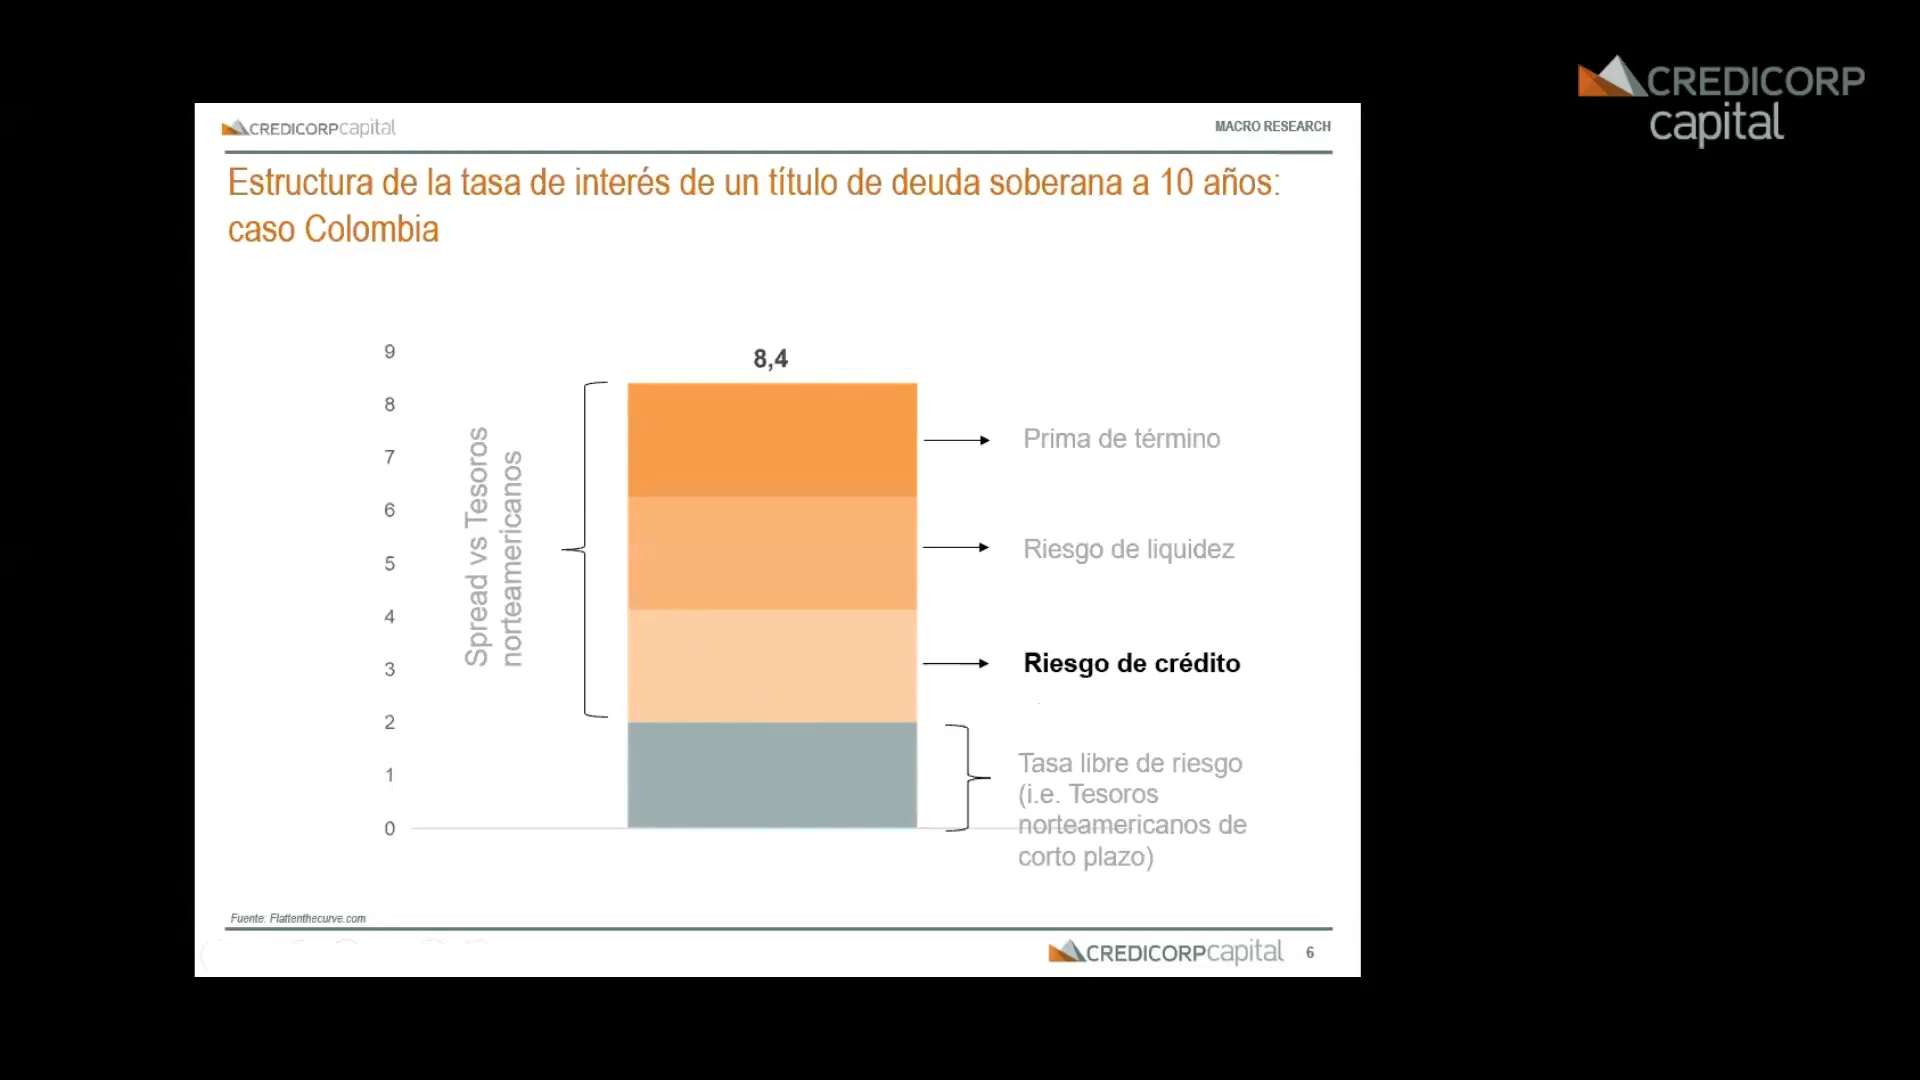 CREDICORP
capital
CREDICORPcapital
MACRO RESEARCH
Estructura de la tasa de interés de un título de deuda soberana a 10 años:
caso Colombia
9
8
7
6
5
4
3
2
1
0
Spread vs Tesoros
norteamericanos
8,4
Prima de término
Riesgo de liquidez
Riesgo de crédito
Tasa libre de riesgo
(i.e. Tesoros
norteamericanos de
corto plazo)
Fuente: Flattenthecurve.com
CREDICORPcapital
6